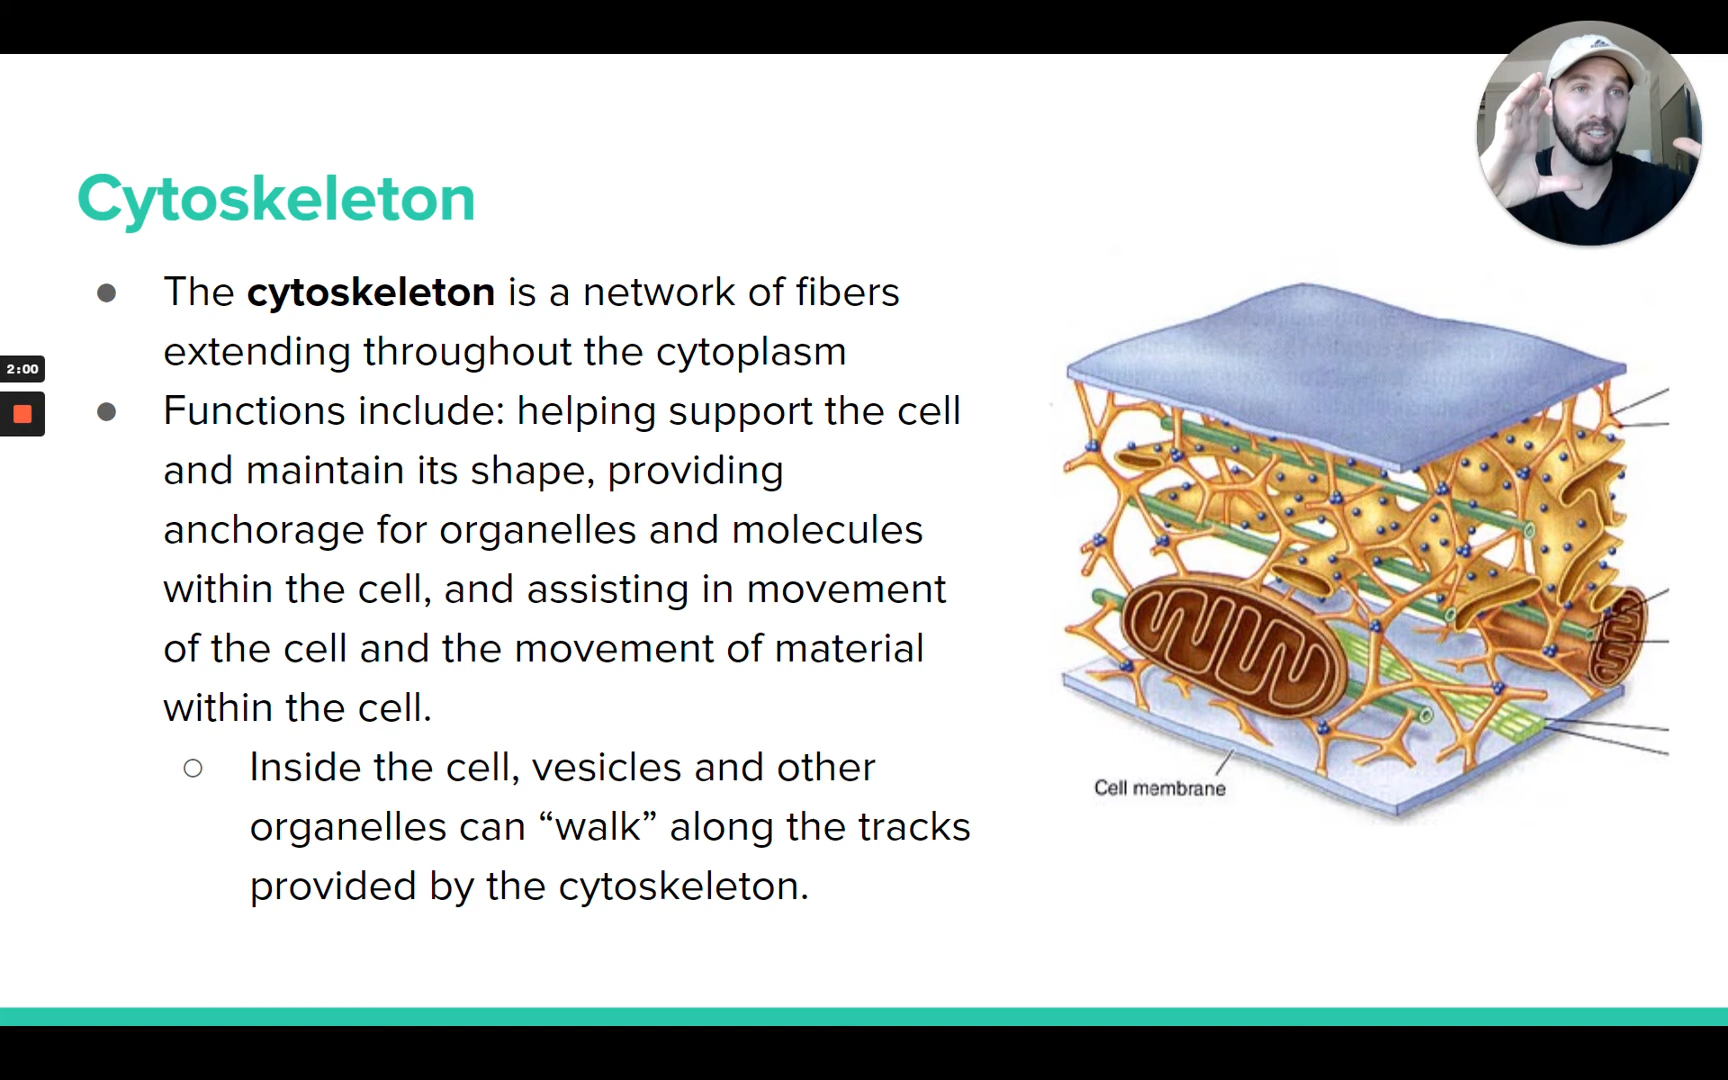 Cytoskeleton
● The cytoskeleton is a network of fibers
extending throughout the cytoplasm
● Functions include: helping support the cell
and maintain its shape, providing
anchorage for organelles and molecules
within the cell, and assisting in movement
of the cell and the movement of material
within the cell.
○ Inside the cell, vesicles and other
organelles can “walk” along the tracks
provided by the cytoskeleton.
2:00
Cell membrane